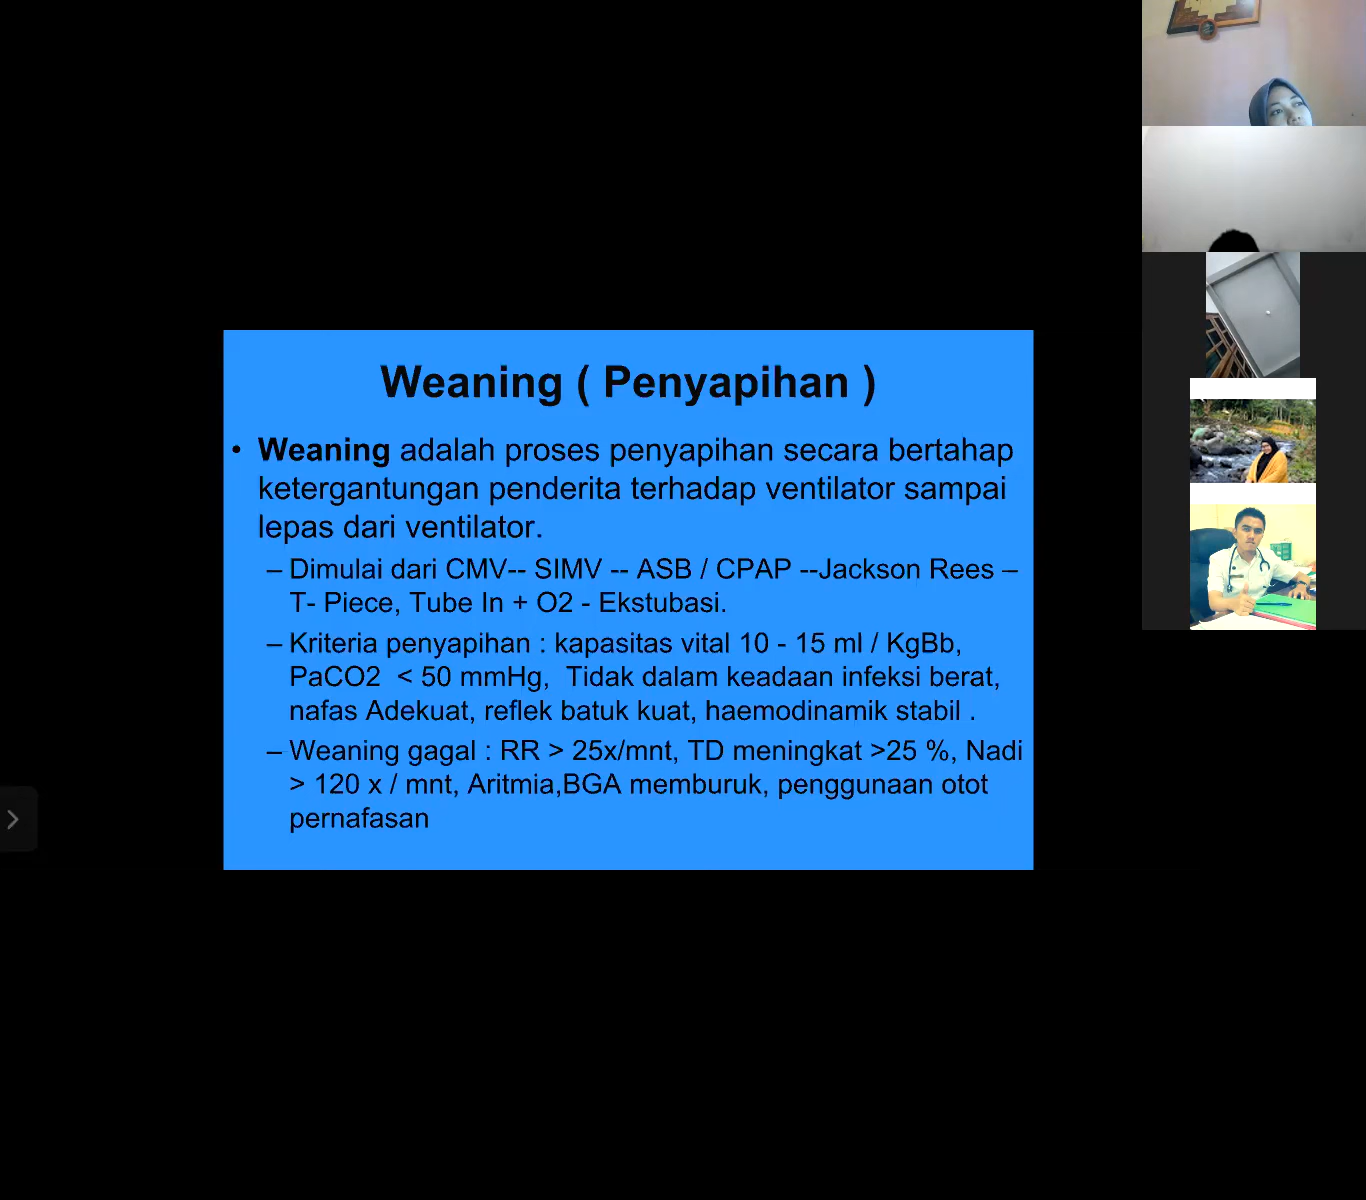 Weaning ( Penyapihan )
• Weaning adalah proses penyapihan secara bertahap
ketergantungan penderita terhadap ventilator sampai
lepas dari ventilator.
– Dimulai dari CMV-- SIMV -- ASB / CPAP --Jackson Rees –
T- Piece, Tube In + O2 - Ekstubasi.
– Kriteria penyapihan : kapasitas vital 10 - 15 ml / KgBb,
PaCO2  < 50 mmHg,  Tidak dalam keadaan infeksi berat,
nafas Adekuat, reflek batuk kuat, haemodinamik stabil .
– Weaning gagal : RR > 25x/mnt, TD meningkat >25 %, Nadi
> 120 x / mnt, Aritmia,BGA memburuk, penggunaan otot
pernafasan